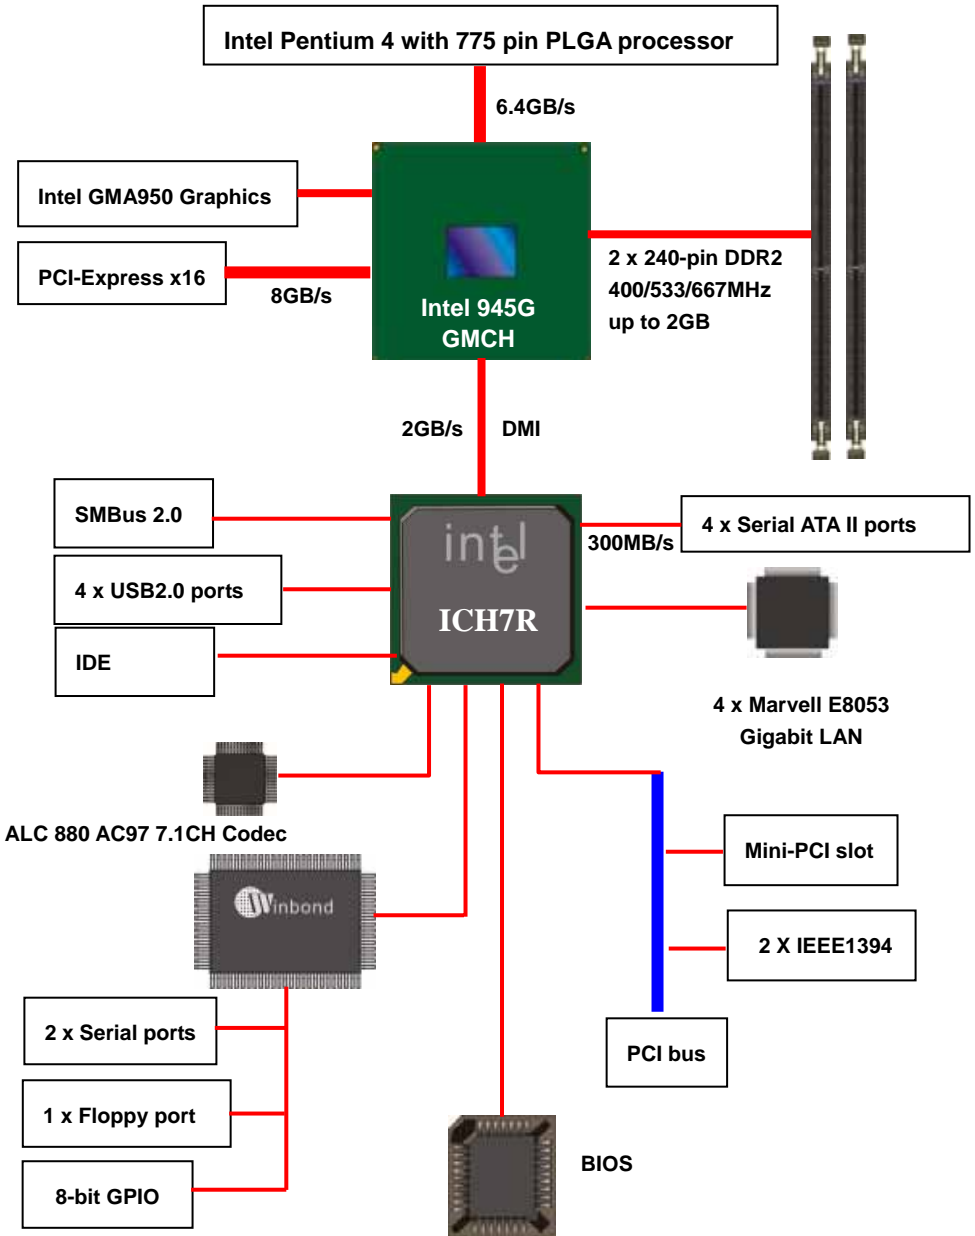 Intel Pentium 4 with 775 pin PLGA processor
6.4GB/s
Intel GMA950 Graphics
PCI-Express x16
8GB/s
Intel 945G
GMCH
2 x 240-pin DDR2
400/533/667MHz
up to 2GB
2GB/s
DMI
SMBus 2.0
4 x USB2.0 ports
IDE
intel
ICH7R
300MB/s
4 x Serial ATA II ports
4 x Marvell E8053
Gigabit LAN
ALC 880 AC97 7.1CH Codec
Winbond
Mini-PCI slot
2 X IEEE1394
PCI bus
2 x Serial ports
1 x Floppy port
8-bit GPIO
BIOS